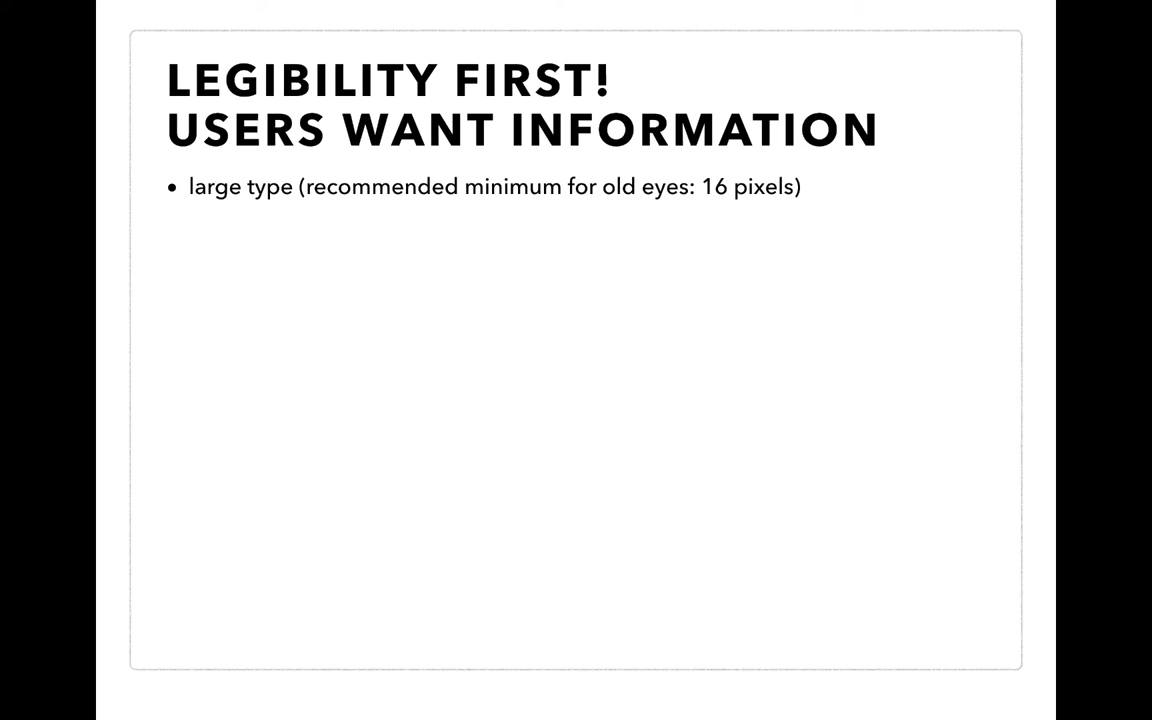 LEGIBILITY FIRST!
USERS WANT INFORMATION
• large type (recommended minimum for old eyes: 16 pixels)